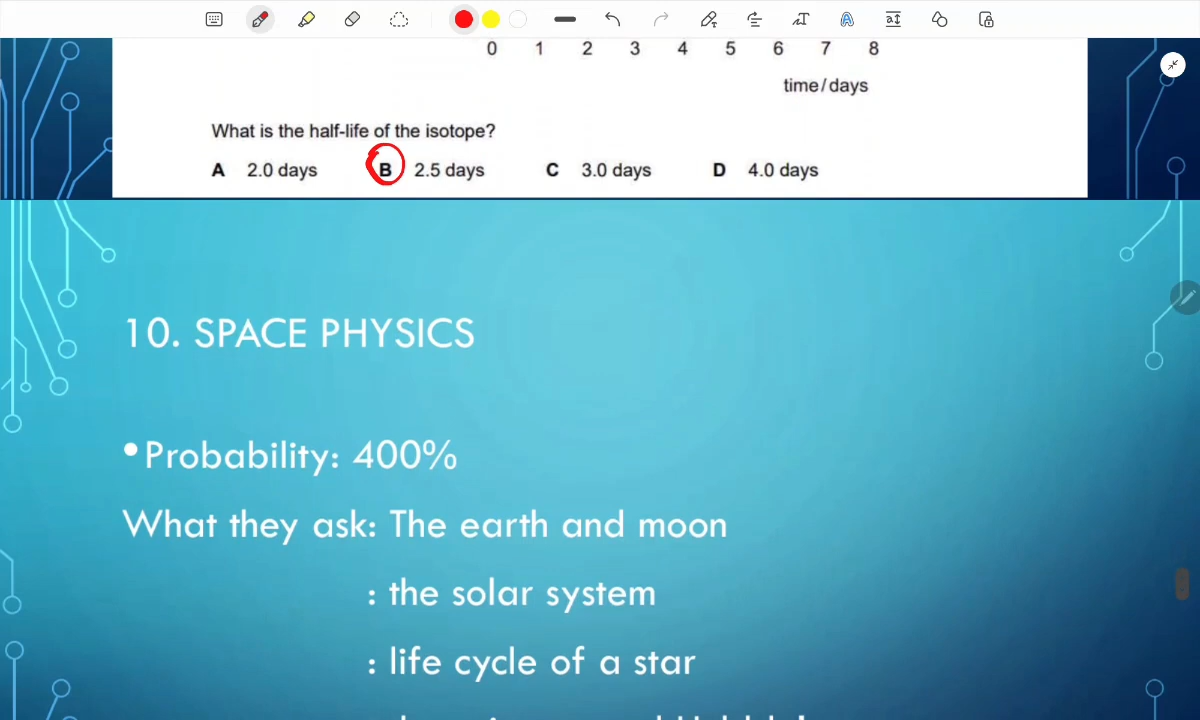 0 1 2 3 4 5 6 7 8
time/days
What is the half-life of the isotope?
A 2.0 days B 2.5 days C 3.0 days D 4.0 days
10. SPACE PHYSICS
•Probability: 400%
What they ask: The earth and moon
: the solar system
: life cycle of a star